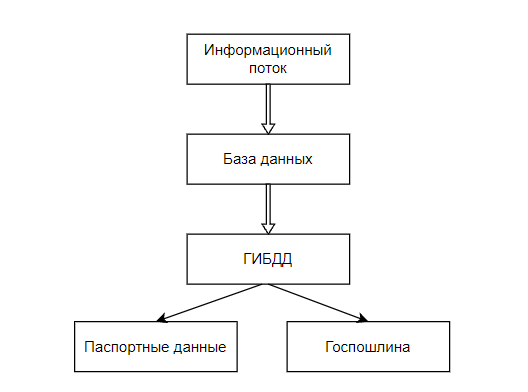 Информационный
поток
База данных
ГИБДД
Паспортные данные
Госпошлина